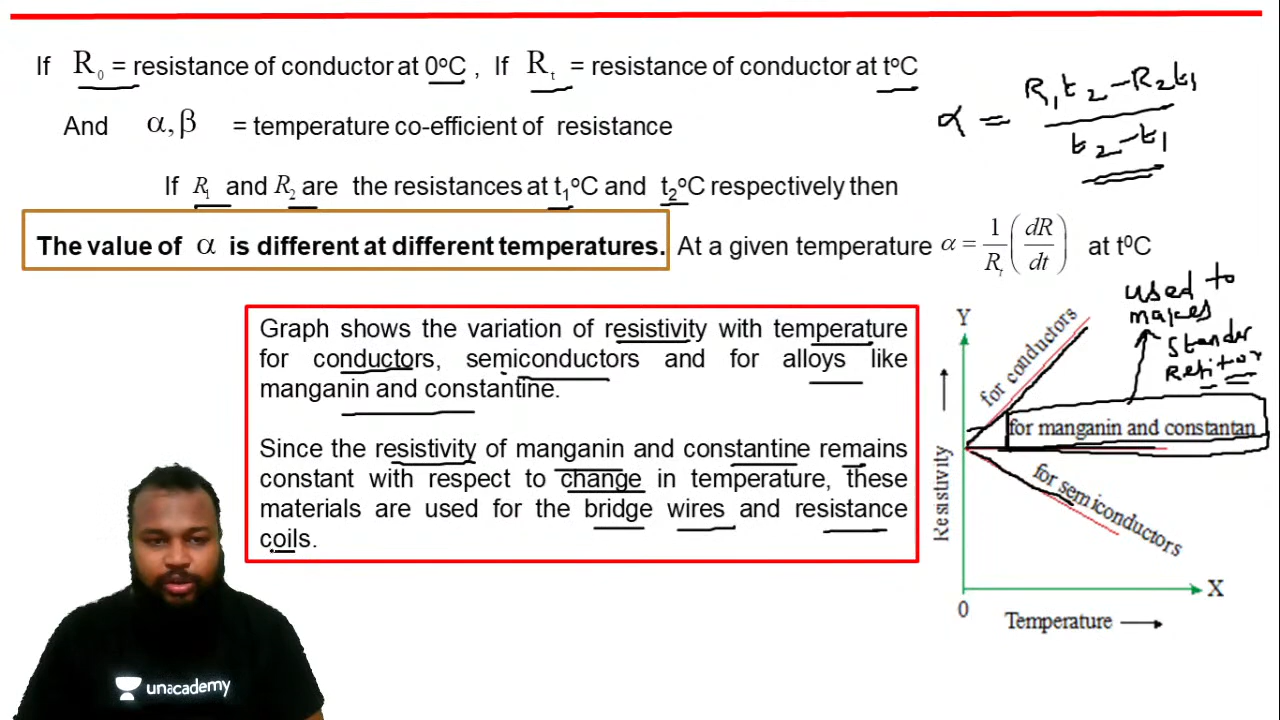 If R₀ = resistance of conductor at 0ºC , If Rₜ = resistance of conductor at tºC
And α, β = temperature co-efficient of resistance
α = R₁t₂-R₂t₁ / t₂-t₁
If R₁ and R₂ are the resistances at t₁ºC and t₂ºC respectively then
The value of α is different at different temperatures. At a given temperature α = 1/Rₜ (dR/dt) at t⁰C
Graph shows the variation of resistivity with temperature
for conductors, semiconductors and for alloys like
manganin and constantine.
Since the resistivity of manganin and constantine remains
constant with respect to change in temperature, these
materials are used for the bridge wires and resistance
coils.
used to
makes
Stander
Retitor
Y
for conductors
for manganin and constantan
for semiconductors
Resistivity
X
0
Temperature
unacademy